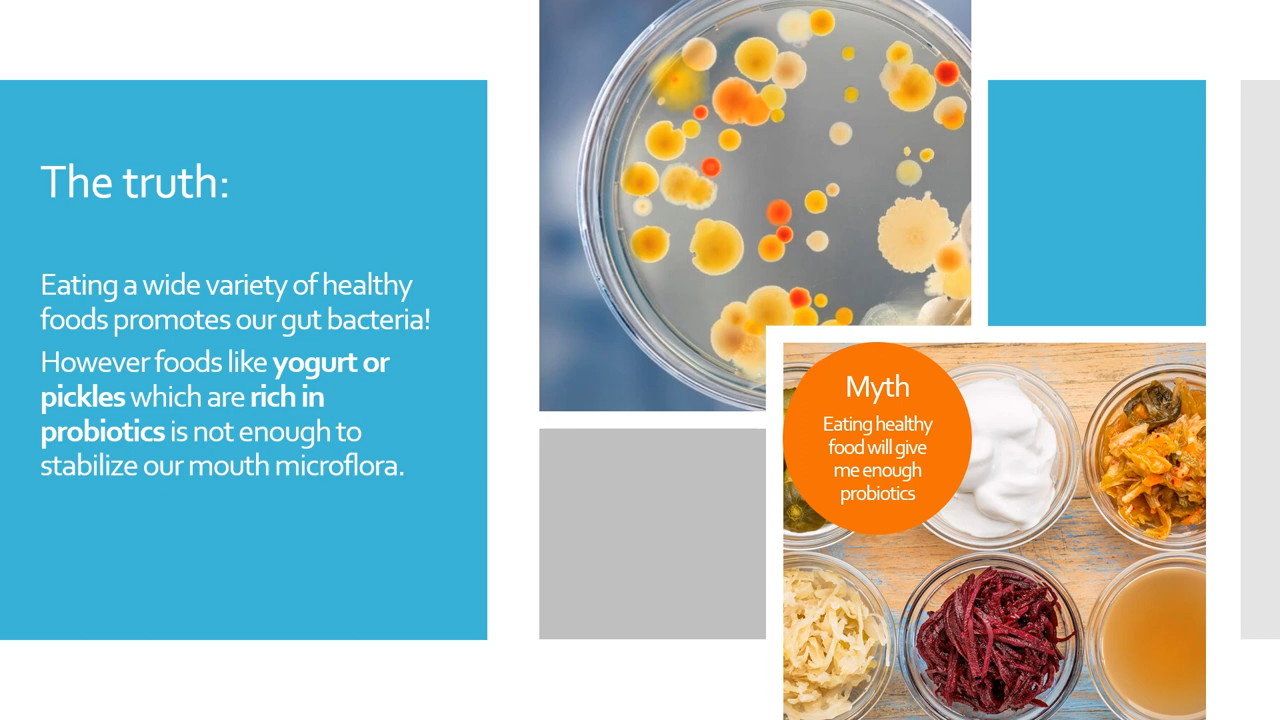 The truth:
Eating a wide variety of healthy
foods promotes our gut bacteria!
However foods like yogurt or
pickles which are rich in
probiotics is not enough to
stabilize our mouth microflora.
Myth
Eating healthy
food will give
me enough
probiotics